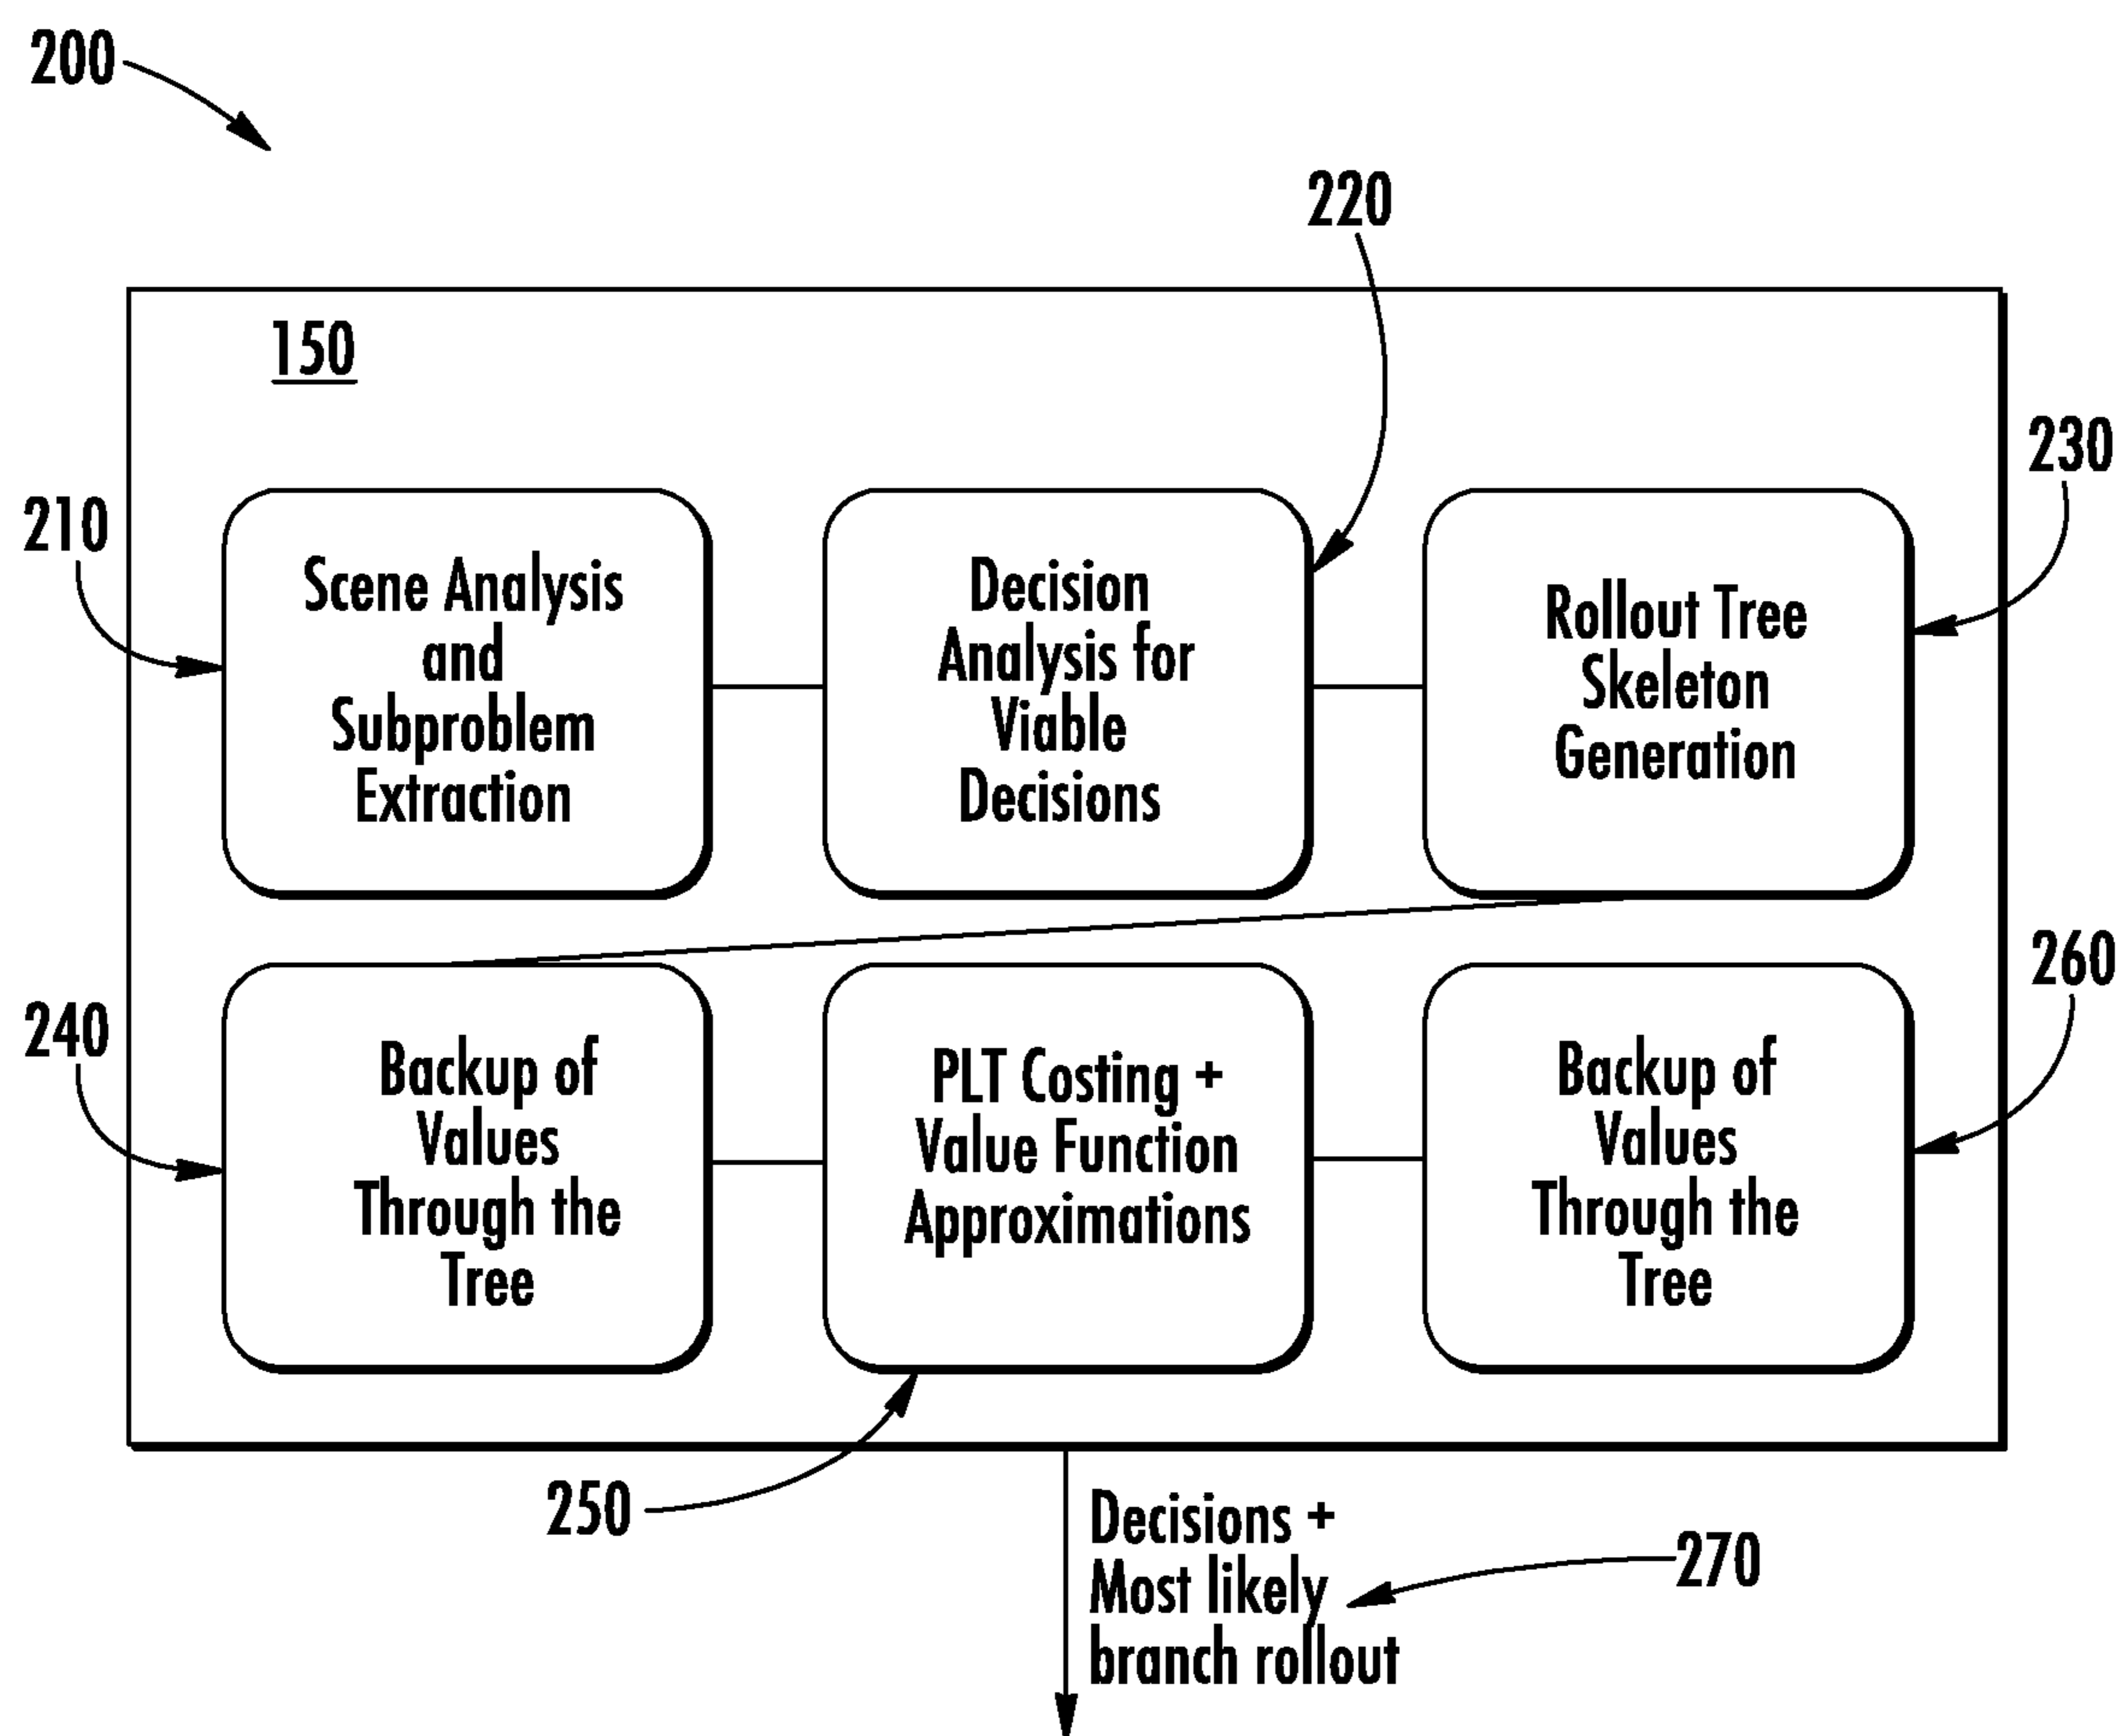 200
220
150
230
210
Scene Analysis
and
Subproblem
Extraction
Decision
Analysis for
Viable
Decisions
Rollout Tree
Skeleton
Generation
260
240
Backup of
Values
Through the
Tree
PLT Costing +
Value Function
Approximations
Backup of
Values
Through the
Tree
250
Decisions +
Most likely
branch rollout
270